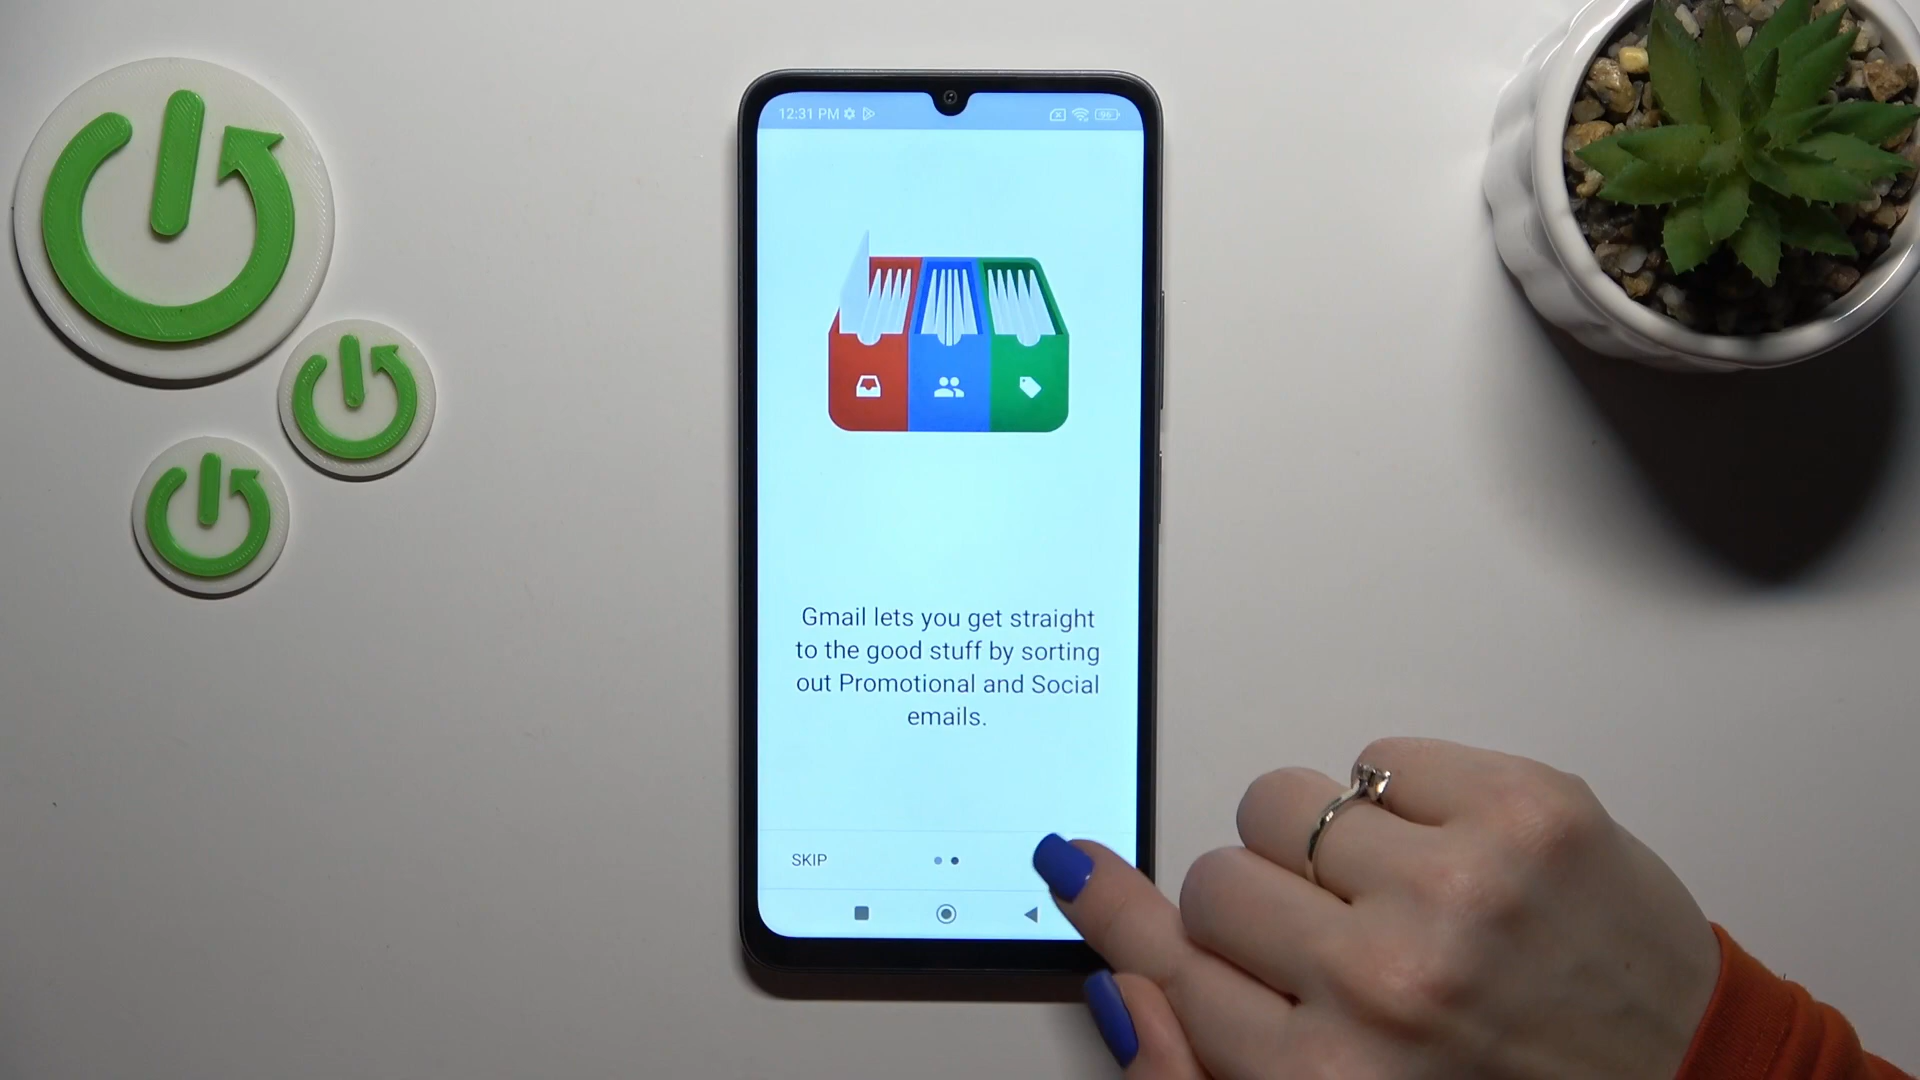 12:31 PM
96
Gmail lets you get straight
to the good stuff by sorting
out Promotional and Social
emails.
SKIP